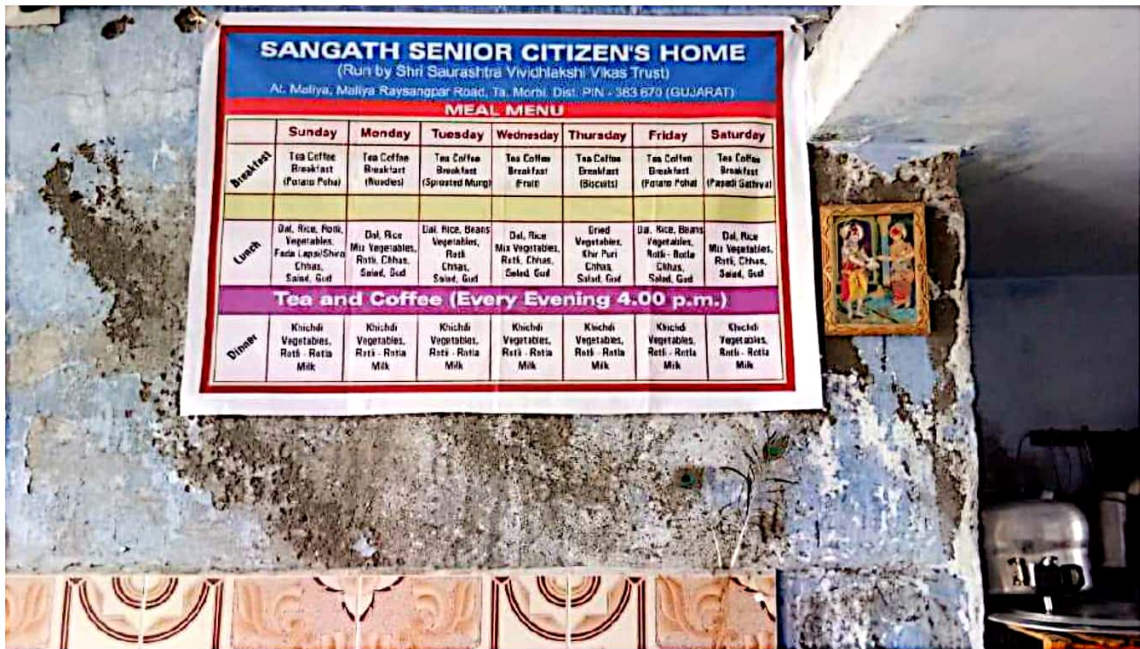 SANGATH SENIOR CITIZEN'S HOME
(Run by Shri Saurashtra Vividhlakshi Vikas Trust)
At. Maliya, Maliya Raysangpar Road, Ta. Morbi, Dist. PIN - 363 670 (GUJARAT)
MEAL MENU
Sunday Monday Tuesday Wednesday Thursday Friday Saturday
Breakfast
Tea Coffee Tea Coffee Tea Coffee Tea Coffee Tea Coffee Tea Coffee Tea Coffee
Breakfast Breakfast Breakfast Breakfast Breakfast Breakfast Breakfast
(Potato Poha) (Noodles) (Sprouted Mung) (Fruit) (Biscuits) (Potato Poha) (Papadi Gathiya)
Lunch
Dal, Rice, Rotli,
Vegetables,
Fada Lapsi/Shiro
Chhas,
Salad, Gud
Dal, Rice
Mix Vegetables,
Rotli, Chhas,
Salad, Gud
Dal, Rice, Beans
Vegetables,
Rotli
Chhas,
Salad, Gud
Dal, Rice
Mix Vegetables,
Rotli, Chhas,
Salad, Gud
Dried
Vegetables,
Khir Puri
Chhas,
Salad, Gud
Dal, Rice, Beans
Vegetables,
Rotli - Rotla
Chhas,
Salad, Gud
Dal, Rice
Mix Vegetables,
Rotli, Chhas,
Salad, Gud
Tea and Coffee (Every Evening 4.00 p.m.)
Dinner
Khichdi Khichdi Khichdi Khichdi Khichdi Khichdi Khichdi
Vegetables, Vegetables, Vegetables, Vegetables, Vegetables, Vegetables, Vegetables,
Rotli - Rotla Rotli - Rotla Rotli - Rotla Rotli - Rotla Rotli - Rotla Rotli - Rotla Rotli - Rotla
Milk Milk Milk Milk Milk Milk Milk